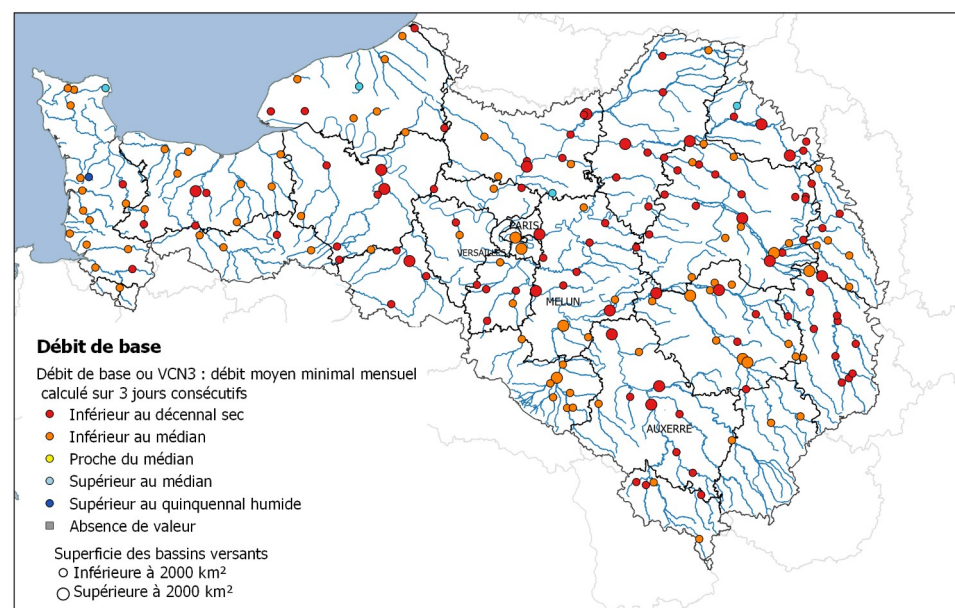 PARIS
VERSAILLES
MELUN
AUXERRE
Débit de base
Débit de base ou VCN3 : débit moyen minimal mensuel
calculé sur 3 jours consécutifs
Inférieur au décennal sec
Inférieur au médian
Proche du médian
Supérieur au médian
Supérieur au quinquennal humide
Absence de valeur
Superficie des bassins versants
Inférieure à 2000 km²
Supérieure à 2000 km²